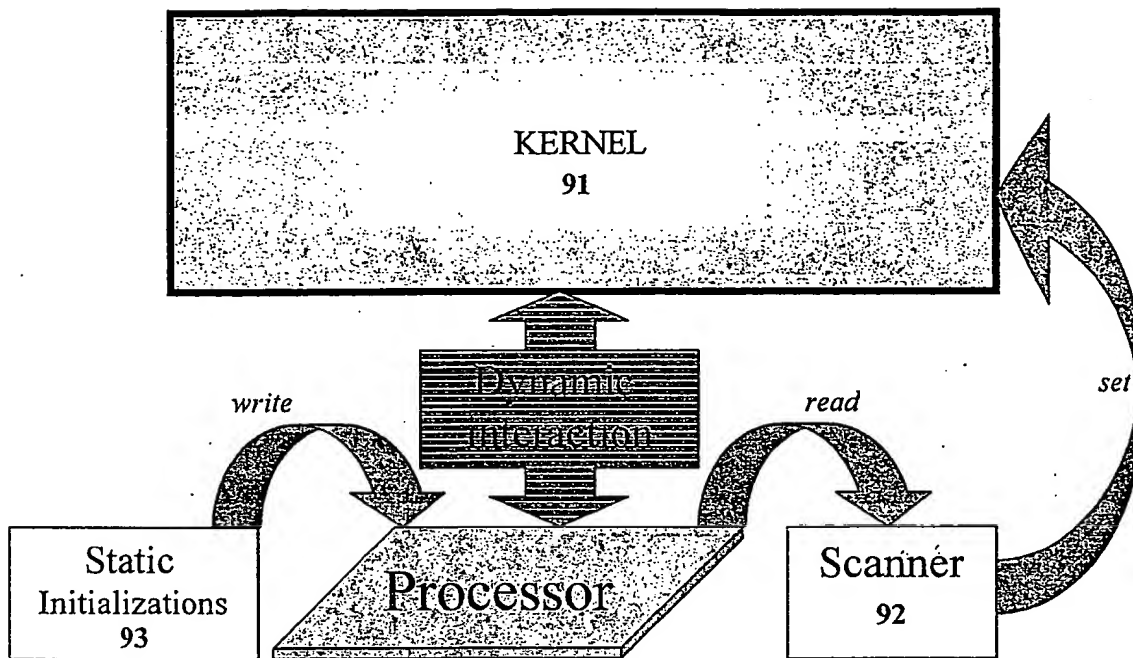 KERNEL
91
Dynamic
interaction
write
read
set
Static
Initializations
93
Processor
Scanner
92